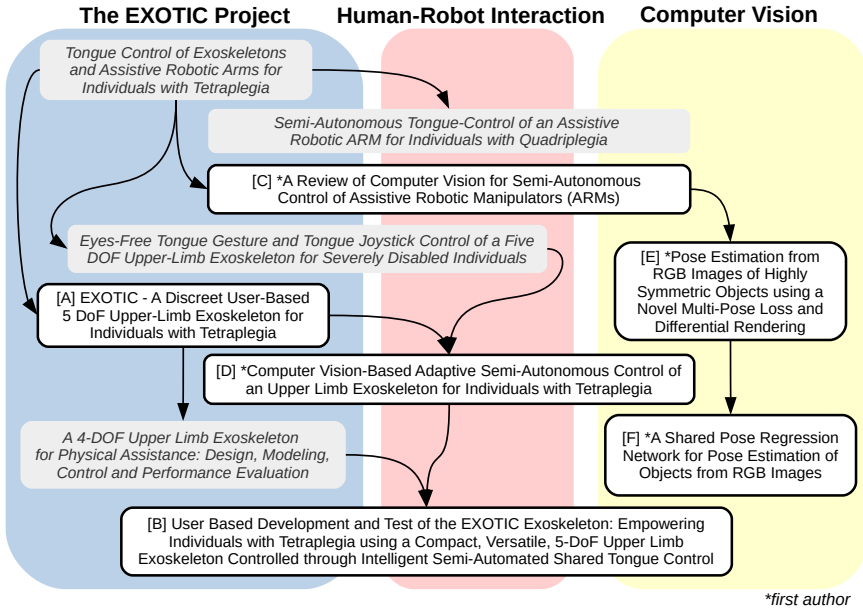 The EXOTIC Project
Human-Robot Interaction
Computer Vision
Tongue Control of Exoskeletons
and Assistive Robotic Arms for
Individuals with Tetraplegia
Semi-Autonomous Tongue-Control of an Assistive
Robotic ARM for Individuals with Quadriplegia
[C] *A Review of Computer Vision for Semi-Autonomous
Control of Assistive Robotic Manipulators (ARMs)
Eyes-Free Tongue Gesture and Tongue Joystick Control of a Five
DOF Upper-Limb Exoskeleton for Severely Disabled Individuals
[E] *Pose Estimation from
RGB Images of Highly
Symmetric Objects using a
Novel Multi-Pose Loss and
Differential Rendering
[A] EXOTIC - A Discreet User-Based
5 DoF Upper-Limb Exoskeleton for
Individuals with Tetraplegia
[D] *Computer Vision-Based Adaptive Semi-Autonomous Control of
an Upper Limb Exoskeleton for Individuals with Tetraplegia
A 4-DOF Upper Limb Exoskeleton
for Physical Assistance: Design, Modeling,
Control and Performance Evaluation
[F] *A Shared Pose Regression
Network for Pose Estimation of
Objects from RGB Images
[B] User Based Development and Test of the EXOTIC Exoskeleton: Empowering
Individuals with Tetraplegia using a Compact, Versatile, 5-DoF Upper Limb
Exoskeleton Controlled through Intelligent Semi-Automated Shared Tongue Control
*first author